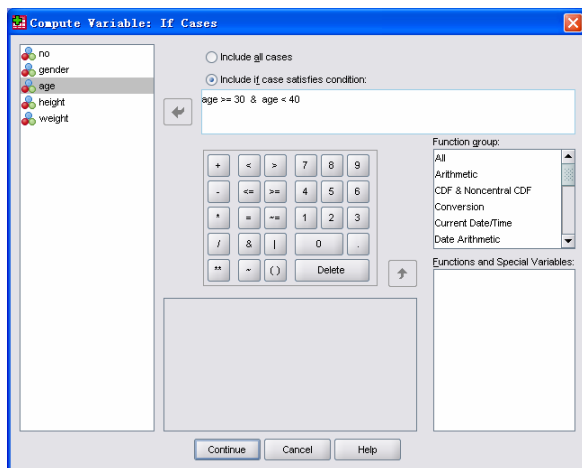 Compute Variable: If Cases
no
gender
age
height
weight
Include all cases
Include if case satisfies condition:
age >= 30 & age < 40
+ < > 7 8 9
- <= >= 4 5 6
* = ~= 1 2 3
/ & | 0 .
** ~ () Delete
Function group:
All
Arithmetic
CDF & Noncentral CDF
Conversion
Current Date/Time
Date Arithmetic
Functions and Special Variables:
Continue Cancel Help